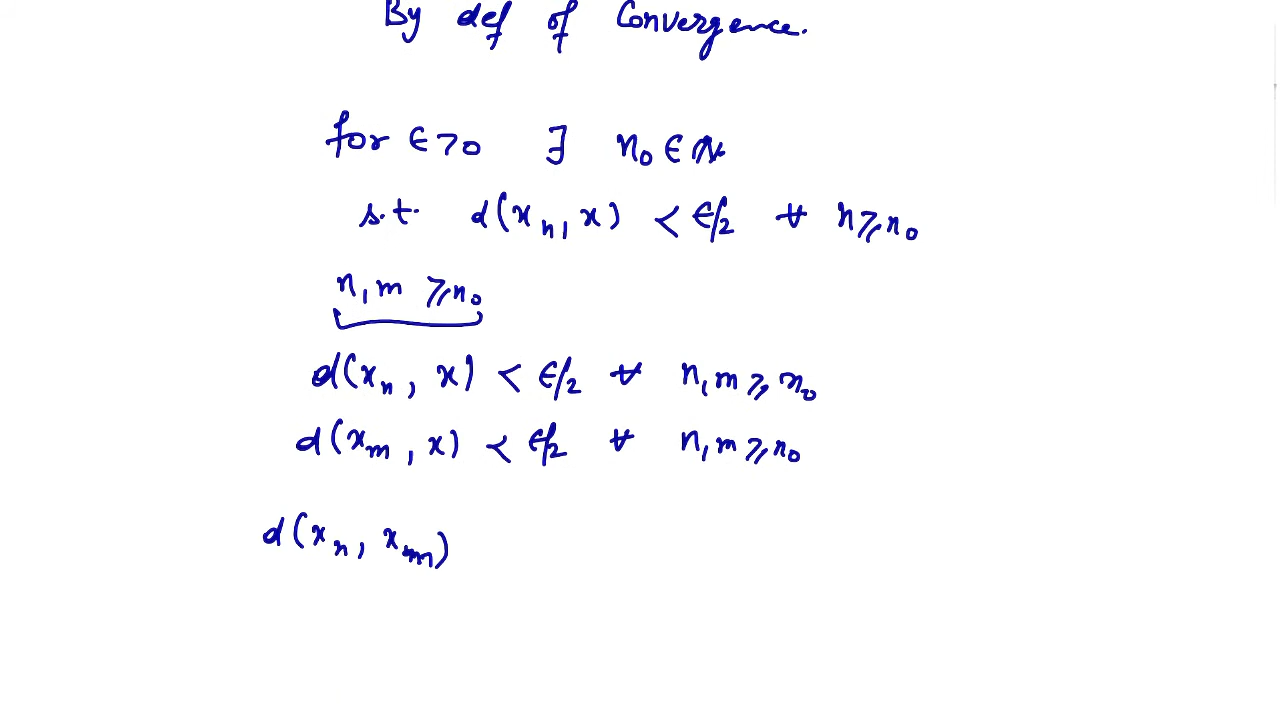 By def of Convergence.
for ϵ>0 ∃ n₀ ∈ ℕ
s.t. d(xₙ, x) < ϵ/2 ∀ n⩾n₀
n, m ⩾n₀
d(xₙ, x) < ϵ/2 ∀ n, m ⩾ n₀
d(xₘ, x) < ϵ/2 ∀ n, m ⩾ n₀
d(xₙ, xₘ)